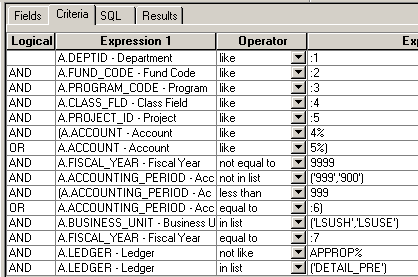 Fields Criteria SQL Results
Logical Expression 1 Operator
A.DEPTID - Department like :1
AND A.FUND_CODE - Fund Code like :2
AND A.PROGRAM_CODE - Program like :3
AND A.CLASS_FLD - Class Field like :4
AND A.PROJECT_ID - Project like :5
AND (A.ACCOUNT - Account like 4%
OR A.ACCOUNT - Account like 5%)
AND A.FISCAL_YEAR - Fiscal Year not equal to 9999
AND A.ACCOUNTING_PERIOD - Acc not in list ('999','900')
AND (A.ACCOUNTING_PERIOD - Ac less than 999
OR A.ACCOUNTING_PERIOD - Acc equal to :6)
AND A.BUSINESS_UNIT - Business U in list ('LSUSH','LSUSE')
AND A.FISCAL_YEAR - Fiscal Year equal to :7
AND A.LEDGER - Ledger not like APPROP%
AND A.LEDGER - Ledger in list ('DETAIL_PRE')